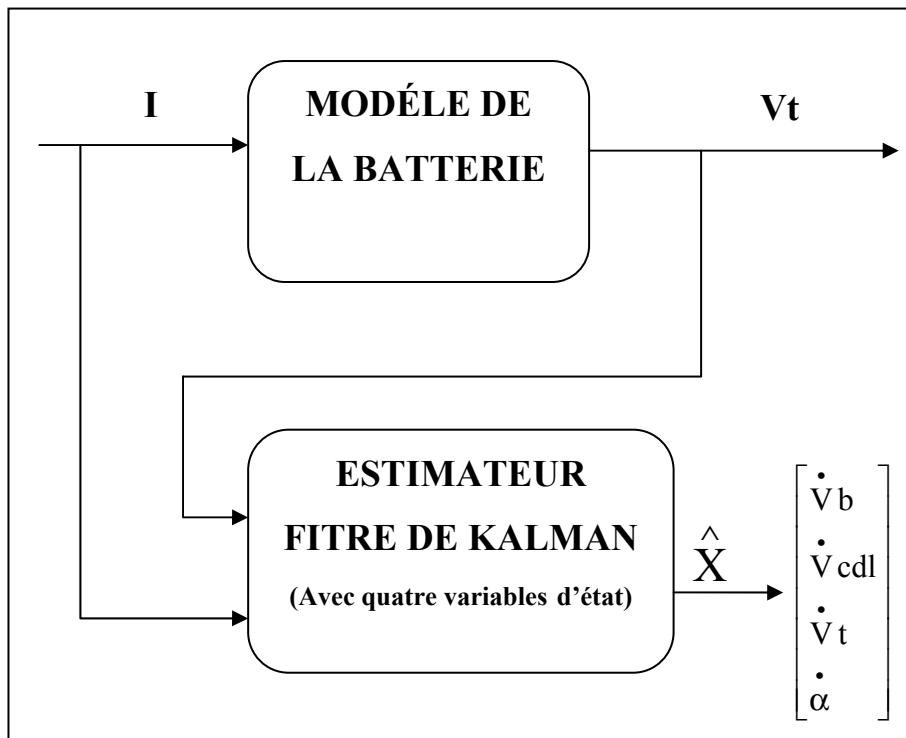 I
MODÉLE DE
LA BATTERIE
Vt
ESTIMATEUR
FITRE DE KALMAN
(Avec quatre variables d'état)
X̂
V̇b
V̇cdl
V̇t
α̇